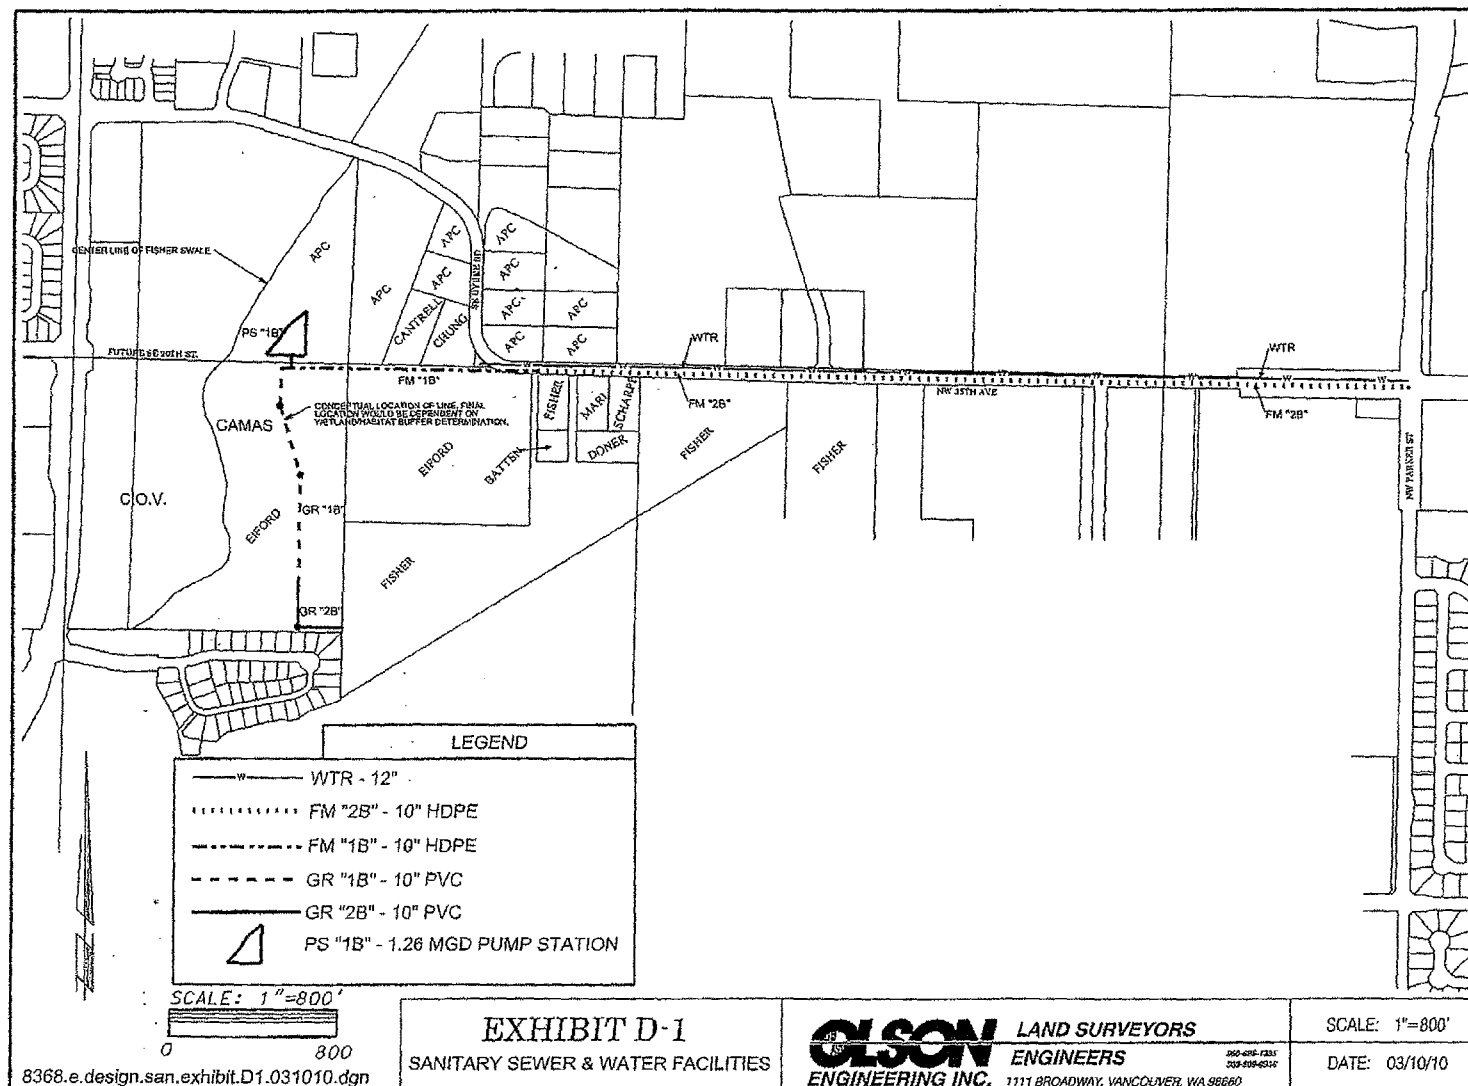 CENTER LINE OF FISHER SWALE
APC
APC
APC
APC
APC
APC
APC
APC
APC
APC
CANTRELL
CHUNG
PS "1B"
FUTURE SE 20TH ST.
FM "1B"
WTR
WTR
FM "2B"
FM "2B"
NW 38TH AVE
NW PARKER ST
CONCEPTUAL LOCATION OF LINE. FINAL
LOCATION WOULD BE DEPENDENT ON
WETLAND/HABITAT BUFFER DETERMINATION.
CAMAS
C.O.V.
EIFORD
EIFORD
GR "1B"
GR "2B"
FISHER
BATTEN
MARI
SCHARPF
DONER
FISHER
FISHER
FISHER
LEGEND
W WTR - 12"
FM "2B" - 10" HDPE
FM "1B" - 10" HDPE
GR "1B" - 10" PVC
GR "2B" - 10" PVC
PS "1B" - 1.26 MGD PUMP STATION
SCALE: 1"=800'
0 800
8368.e.design.san.exhibit.D1.031010.dgn
EXHIBIT D-1
SANITARY SEWER & WATER FACILITIES
OLSON
ENGINEERING INC.
LAND SURVEYORS
ENGINEERS
1111 BROADWAY, VANCOUVER, WA 98660
SCALE: 1"=800'
DATE: 03/10/10